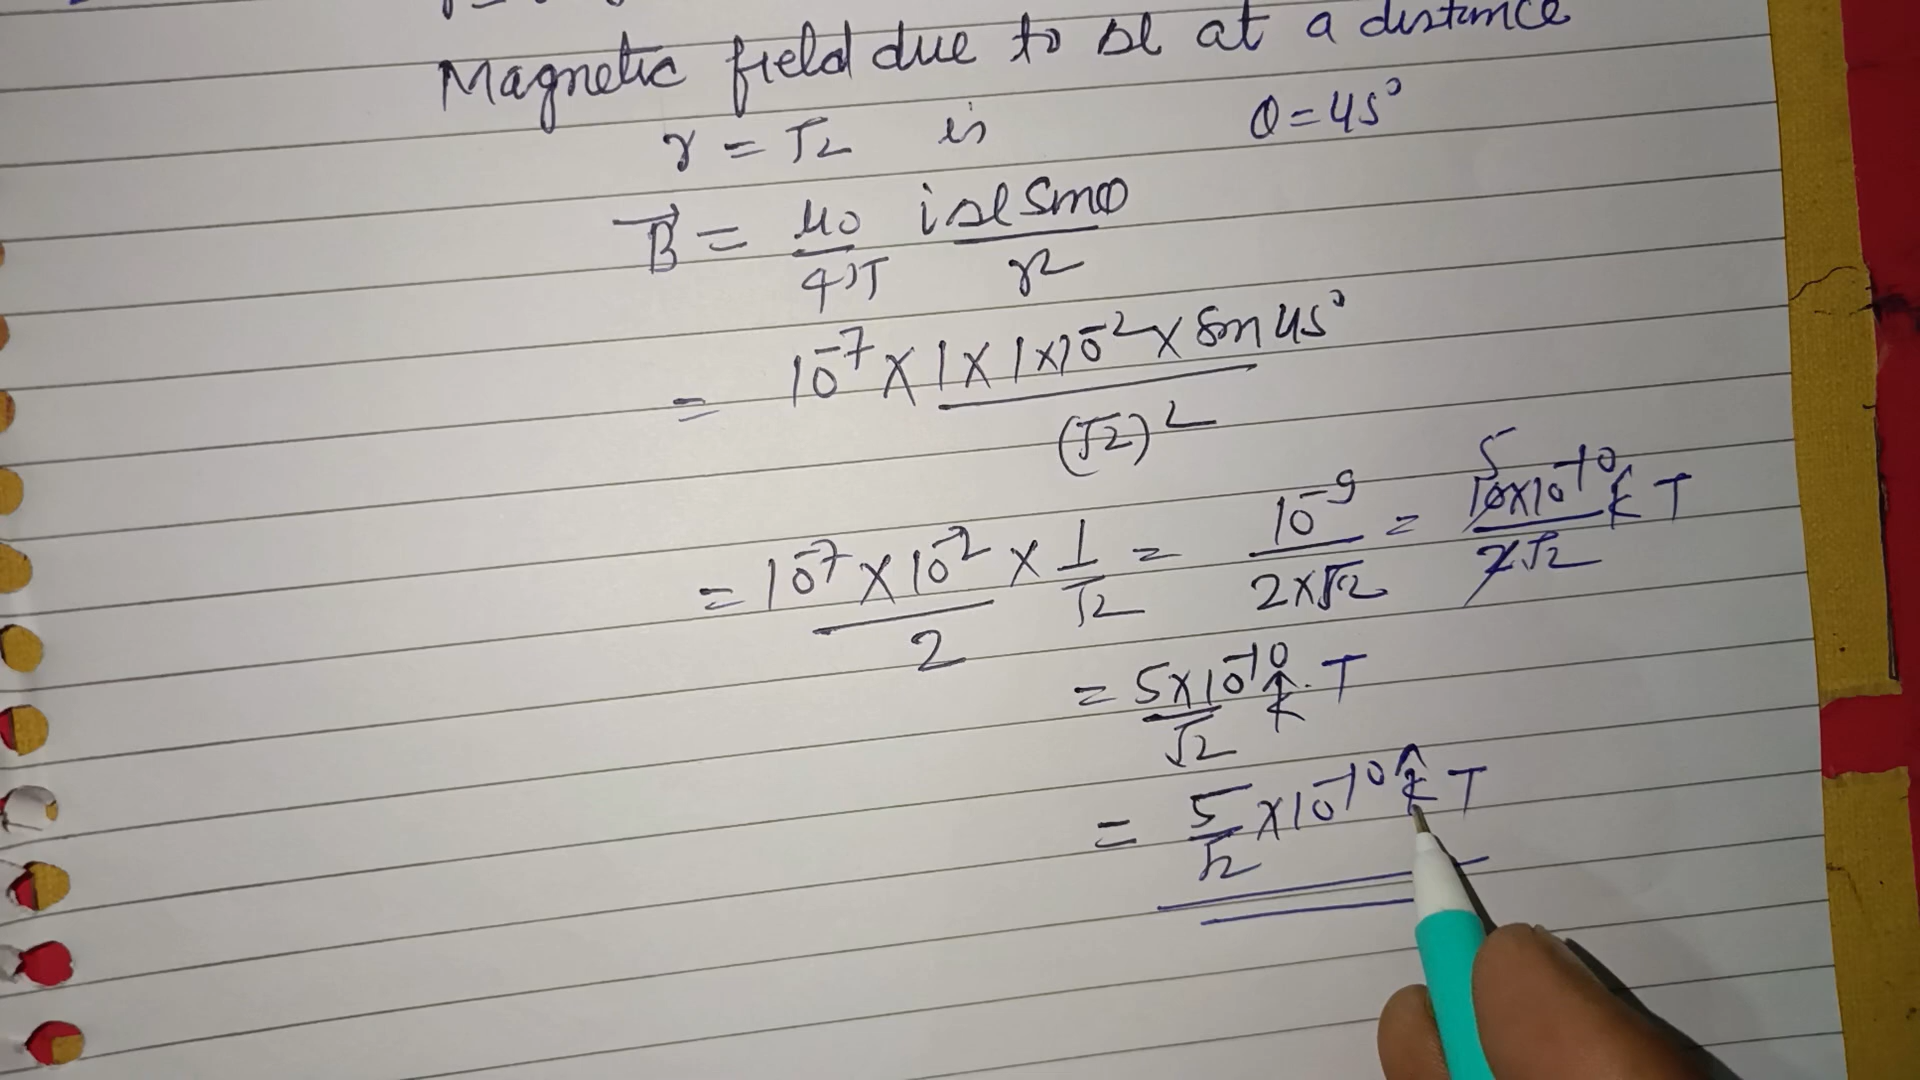 Magnetic field due to Δl at a distance
r = √2 is θ = 45°
B⃗ = μ0/4π iΔl Sinθ/r²
= 10^-7 × 1 × 1×10^-2 × Sin 45°/(√2)²
= 10^-7 × 10^-2/2 × 1/√2 = 10^-9/2×√2 = 5 10×10^-10/2√2 k̂ T
= 5×10^-10/√2 k̂ . T
= 5/√2 ×10^-10 k̂ T